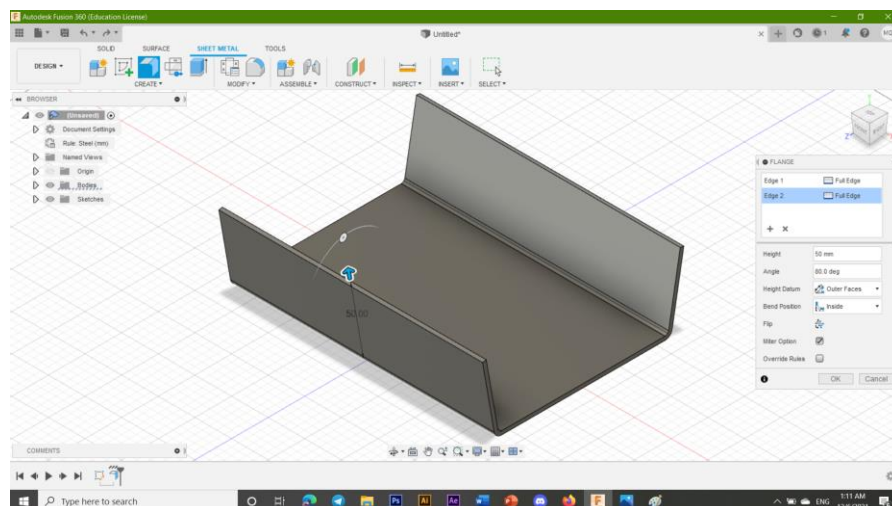 Autodesk Fusion 360 (Education License)
Untitled*
SOLID
SURFACE
SHEET METAL
TOOLS
DESIGN
CREATE
MODIFY
ASSEMBLE
CONSTRUCT
INSPECT
INSERT
SELECT
BROWSER
(Unsaved)
Document Settings
Rule: Steel (mm)
Named Views
Origin
Bodies
Sketches
50.00
FLANGE
Edge 1 Full Edge
Edge 2 Full Edge
Height 50 mm
Angle 80.0 deg
Height Datum Outer Faces
Bend Position Inside
Flip
Miter Option
Override Rules
OK Cancel
COMMENTS
Type here to search
Ps
Ai
Ae
ENG
1:11 AM